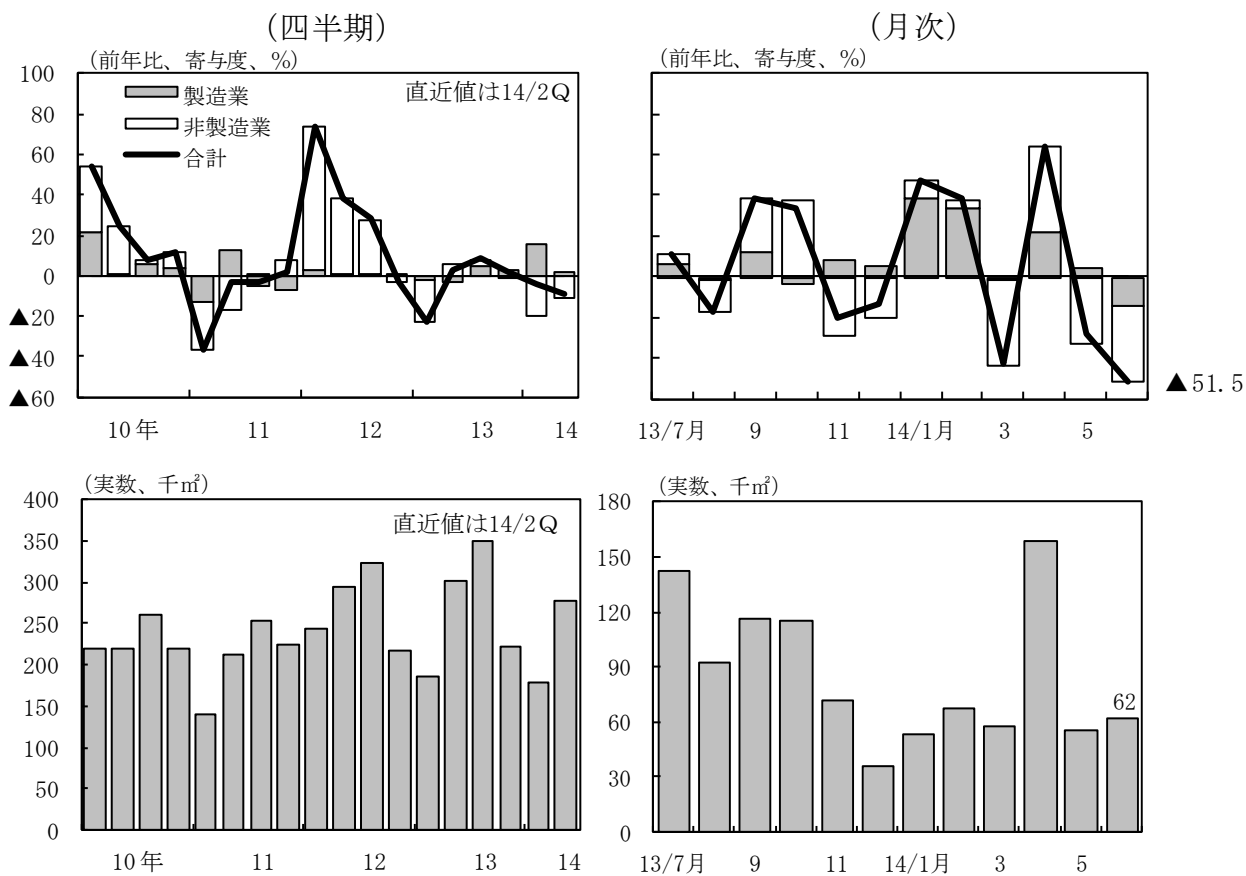 (四半期)
(前年比、寄与度、%)
100
80
60
40
20
0
▲20
▲40
▲60
製造業
非製造業
合計
直近値は14/2Q
10年 11 12 13 14
(月次)
(前年比、寄与度、%)
▲51.5
13/7月 9 11 14/1月 3 5
(実数、千㎡)
400
350
300
250
200
150
100
50
0
直近値は14/2Q
10年 11 12 13 14
(実数、千㎡)
180
150
120
90
60
30
0
62
13/7月 9 11 14/1月 3 5